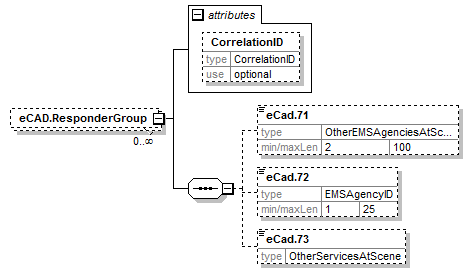 attributes
CorrelationID
type CorrelationID
use optional
eCAD.ResponderGroup
0..∞
eCad.71
type OtherEMSAgenciesAtSc...
min/maxLen 2 100
eCad.72
type EMSAgencyID
min/maxLen 1 25
eCad.73
type OtherServicesAtScene